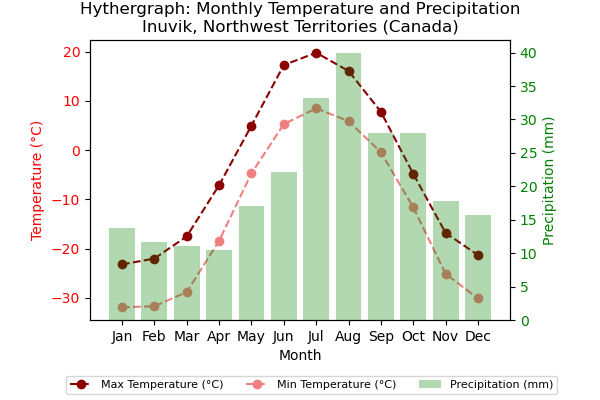 Hythergraph: Monthly Temperature and Precipitation
Inuvik, Northwest Territories (Canada)
Temperature (°C)
20
10
0
−10
−20
−30
40
35
30
25
20
15
10
5
0
Precipitation (mm)
Jan Feb Mar Apr May Jun Jul Aug Sep Oct Nov Dec
Month
Max Temperature (°C) Min Temperature (°C) Precipitation (mm)